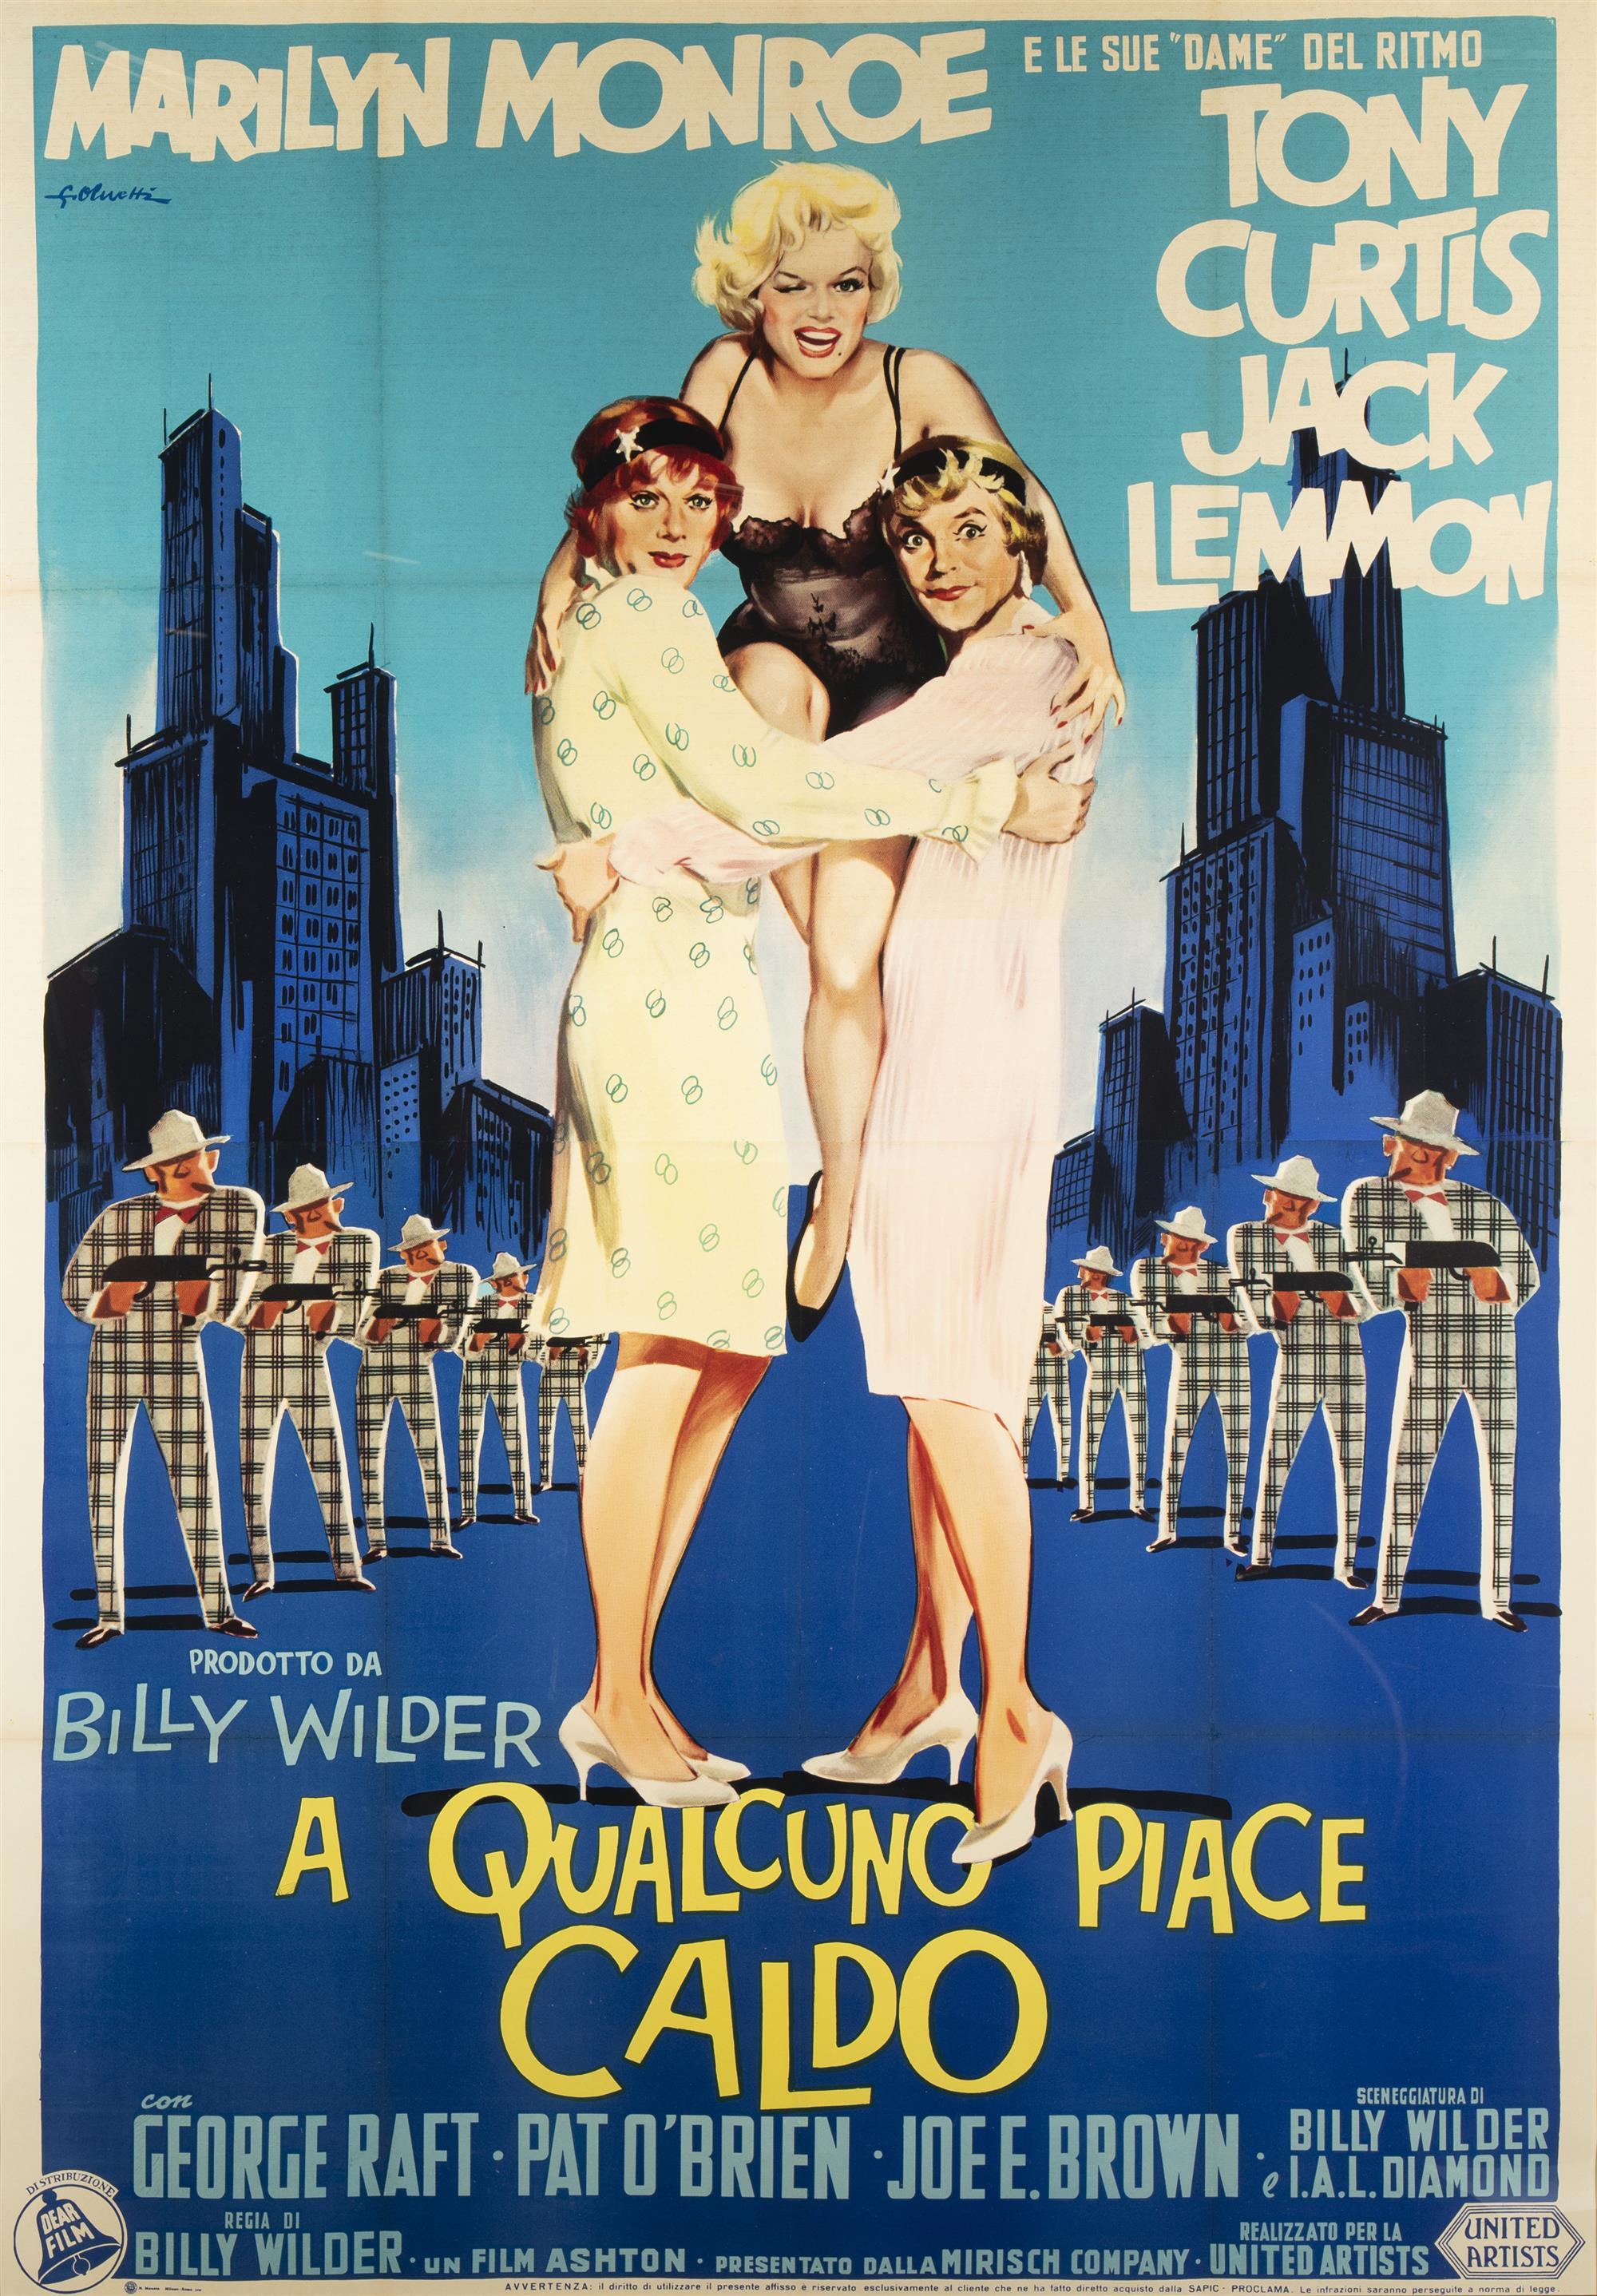 MARILYN MONROE
E LE SUE "DAME" DEL RITMO
TONY
CURTIS
JACK
LEMMON
G. Olivetti
PRODOTTO DA
BILLY WILDER
A QUALCUNO PIACE
CALDO
con
GEORGE RAFT · PAT O'BRIEN · JOE E. BROWN ·
SCENEGGIATURA DI
BILLY WILDER
e I.A.L. DIAMOND
REGIA DI
BILLY WILDER · UN FILM ASHTON · PRESENTATO DALLA MIRISCH COMPANY ·
REALIZZATO PER LA
UNITED ARTISTS
DISTRIBUZIONE
DEAR
FILM
UNITED
ARTISTS
AVVERTENZA: il diritto di utilizzare il presente affisso è riservato esclusivamente al cliente che ne ha fatto diretto acquisto dalla SAPIC - PROCLAMA. Le infrazioni saranno perseguite a norma di legge.